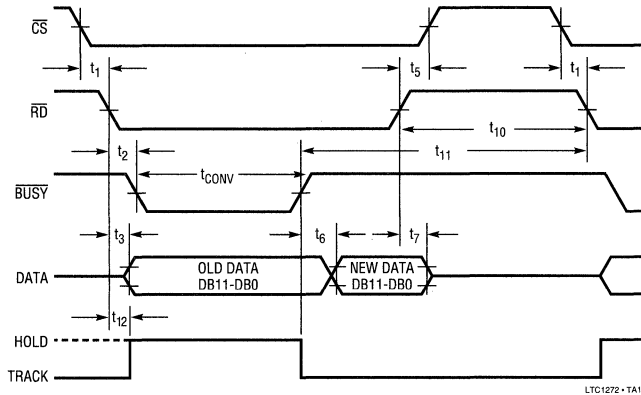 CS
t1 t5 t1
RD
t10
t2 t11
tCONV
BUSY
t3 t6 t7
OLD DATA DB11-DB0
NEW DATA DB11-DB0
DATA
t12
HOLD
TRACK
LTC1272 • TA1